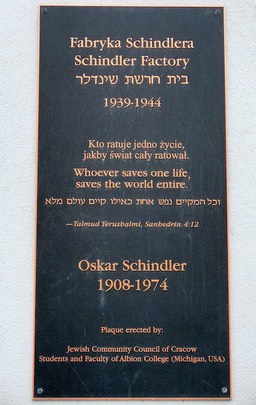 Fabryka Schindlera
Schindler Factory
בית חרשת שינדלר
1939-1944
Kto ratuje jedno życie,
jakby świat cały ratował.
Whoever saves one life,
saves the world entire.
וכל המקיים נפש אחת כאילו קיים עולם מלא
—Talmud Yerushalmi, Sanhedrin 4:12
Oskar Schindler
1908-1974
Plaque erected by:
Jewish Community Council of Cracow
Students and Faculty of Albion College (Michigan, USA)